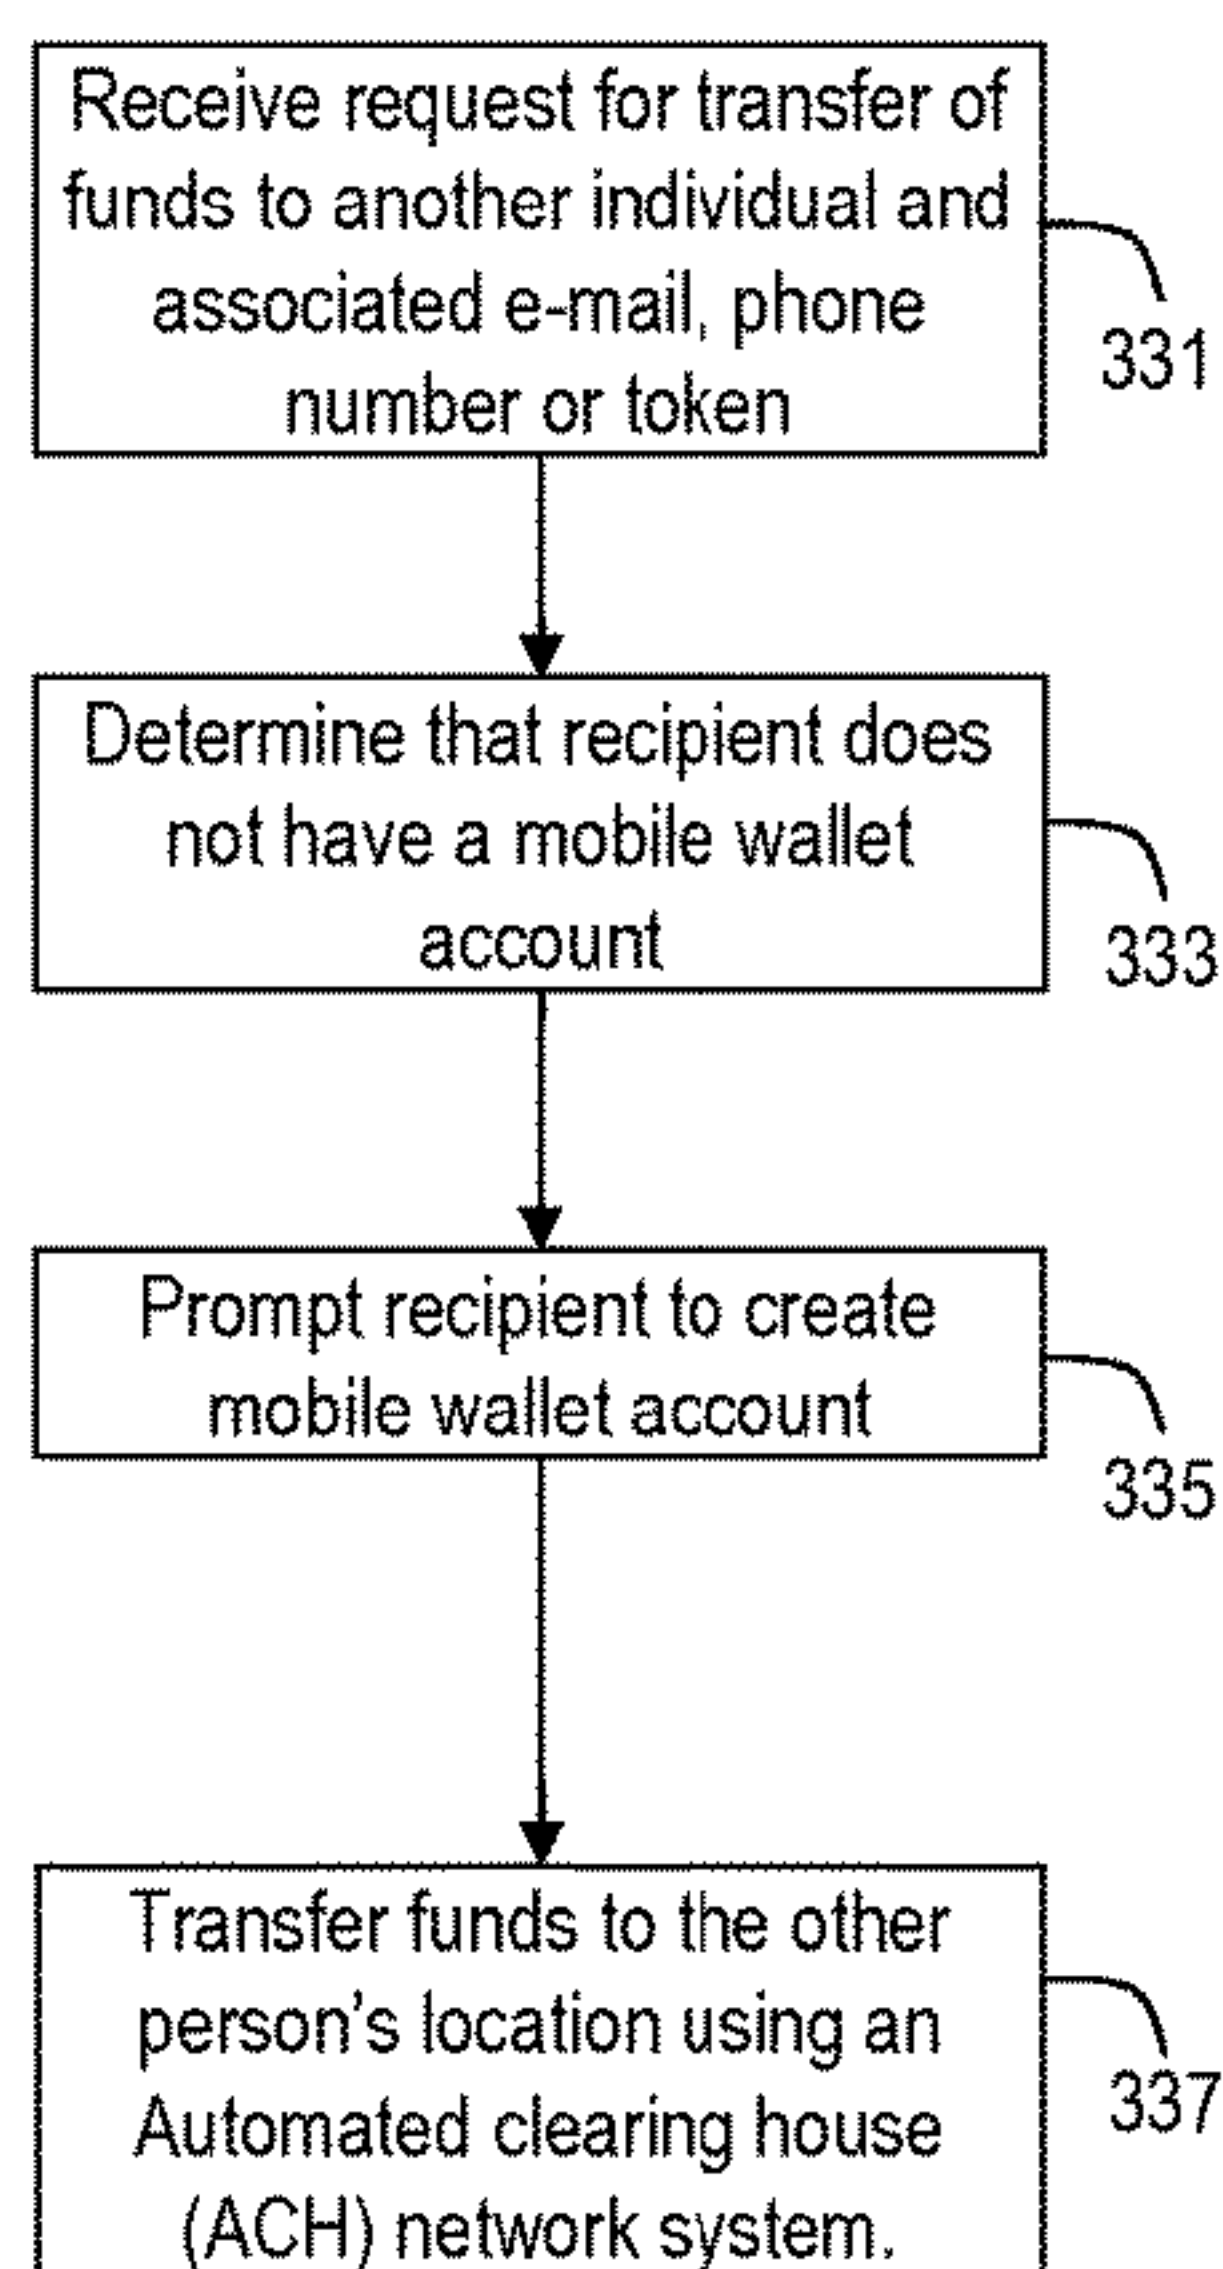 Receive request for transfer of
funds to another individual and
associated e-mail, phone
number or token
331
Determine that recipient does
not have a mobile wallet
account
333
Prompt recipient to create
mobile wallet account
335
Transfer funds to the other
person's location using an
Automated clearing house
(ACH) network system.
337